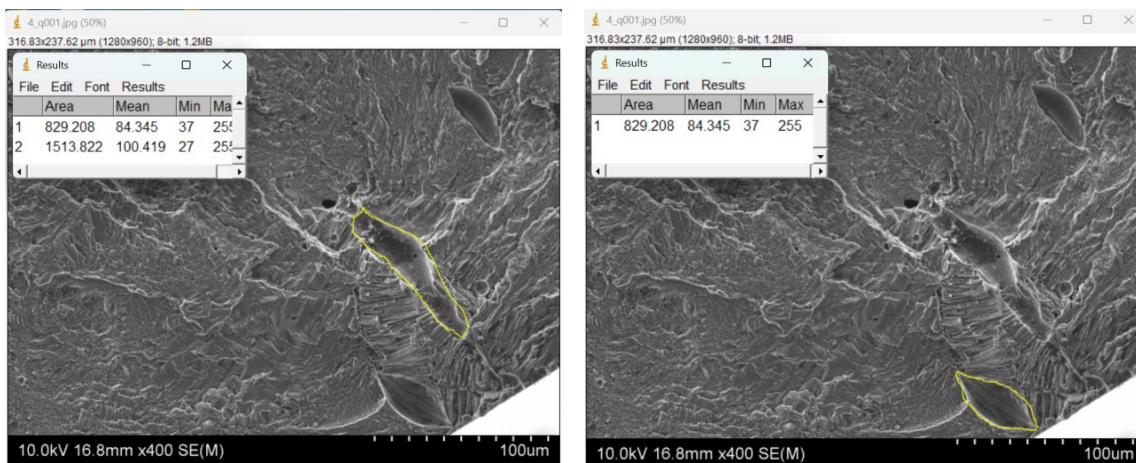 4_q001.jpg (50%)
316.83x237.62 µm (1280x960); 8-bit; 1.2MB
Results
File Edit Font Results
Area Mean Min Ma
1 829.208 84.345 37 255
2 1513.822 100.419 27 255
10.0kV 16.8mm x400 SE(M) 100um
4_q001.jpg (50%)
316.83x237.62 µm (1280x960); 8-bit; 1.2MB
Results
File Edit Font Results
Area Mean Min Max
1 829.208 84.345 37 255
10.0kV 16.8mm x400 SE(M) 100um